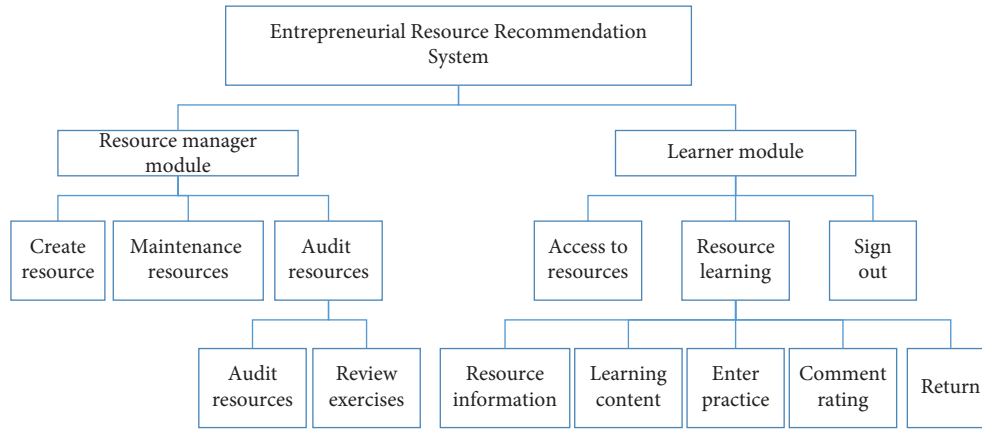 Entrepreneurial Resource Recommendation
System
Resource manager
module
Learner module
Create
resource
Maintenance
resources
Audit
resources
Access to
resources
Resource
learning
Sign
out
Audit
resources
Review
exercises
Resource
information
Learning
content
Enter
practice
Comment
rating
Return